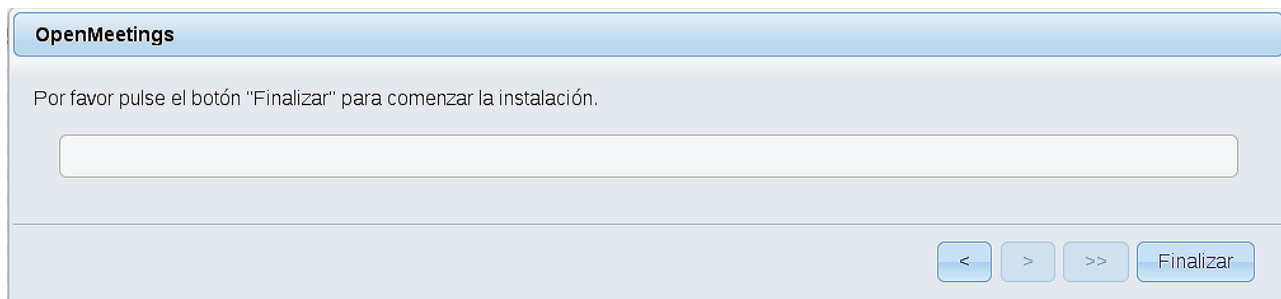 OpenMeetings
Por favor pulse el botón "Finalizar" para comenzar la instalación.
< > >> Finalizar